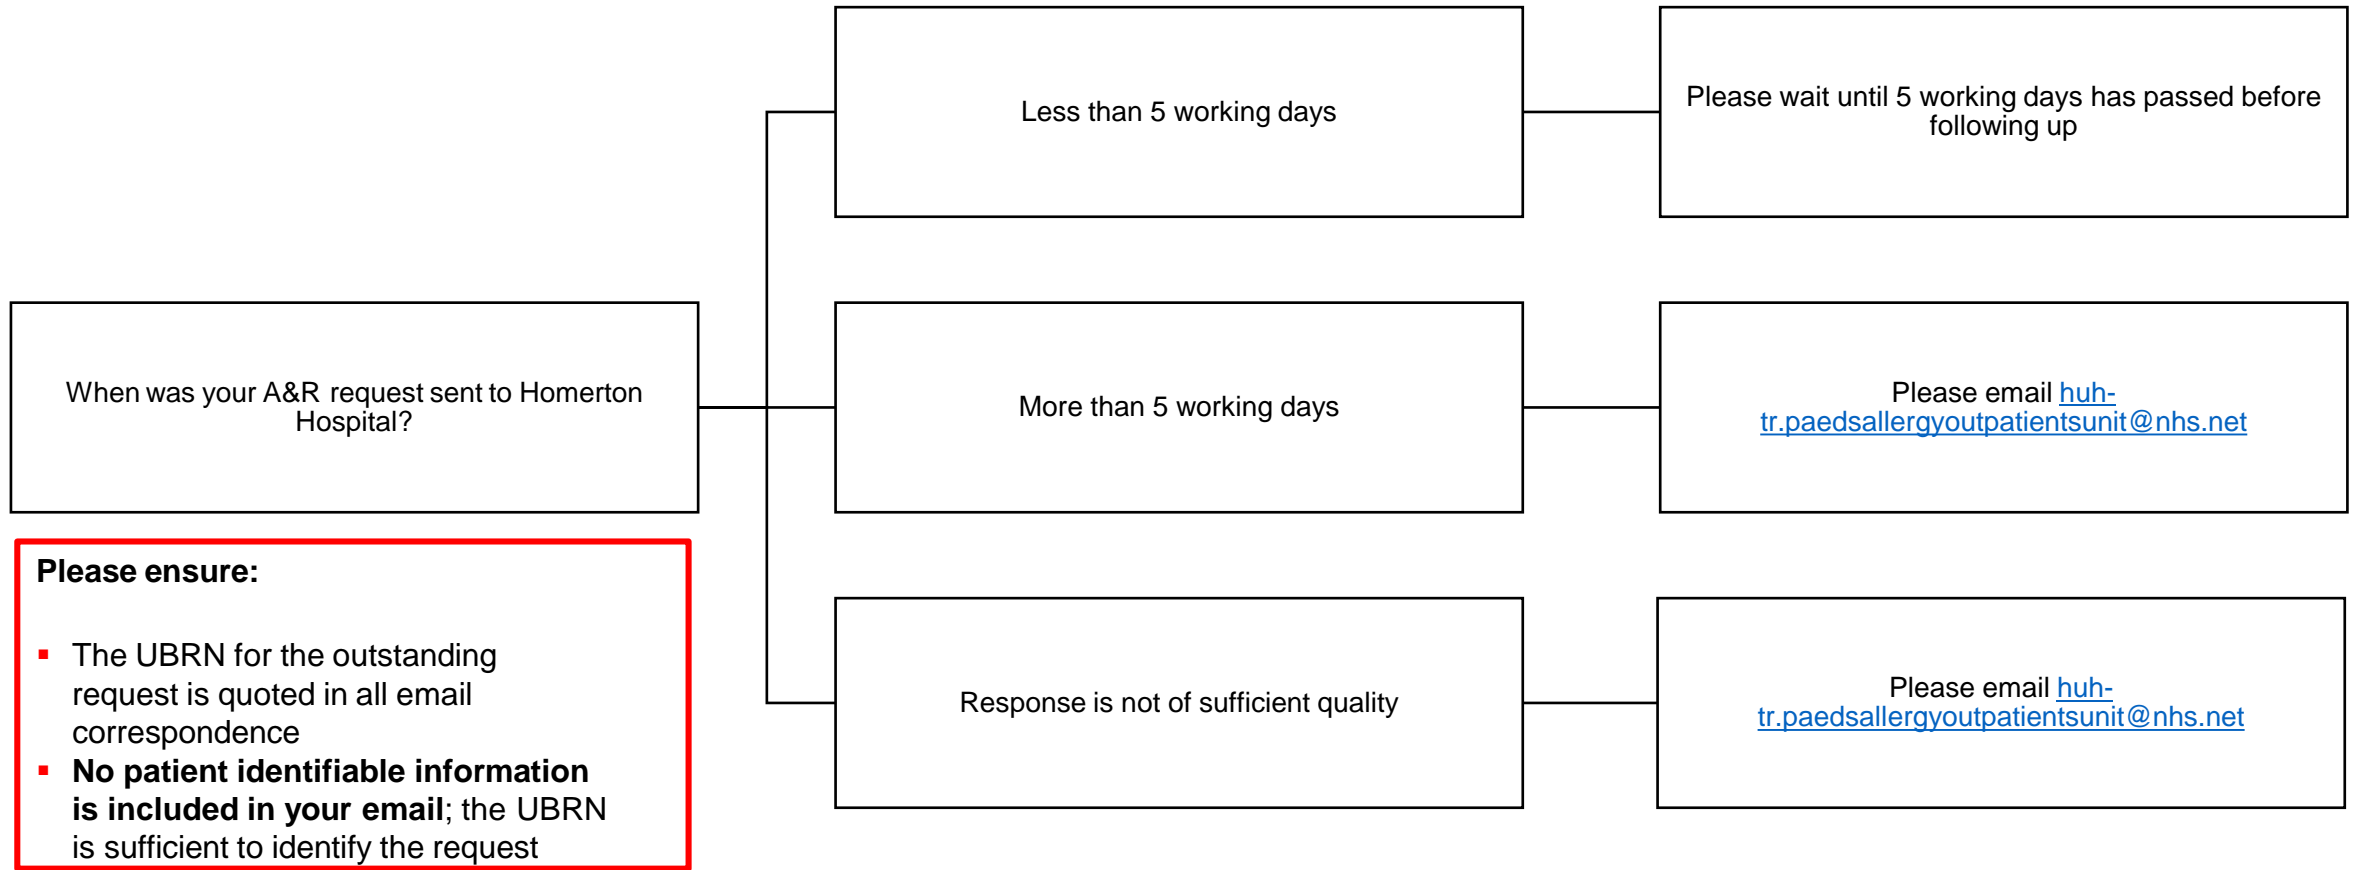 Less than 5 working days
Please wait until 5 working days has passed before
following up
When was your A&R request sent to Homerton
Hospital?
More than 5 working days
Please email huh-
tr.paedsallergyoutpatientsunit@nhs.net
Please ensure:
▪ The UBRN for the outstanding
request is quoted in all email
correspondence
▪ No patient identifiable information
is included in your email; the UBRN
is sufficient to identify the request
Response is not of sufficient quality
Please email huh-
tr.paedsallergyoutpatientsunit@nhs.net